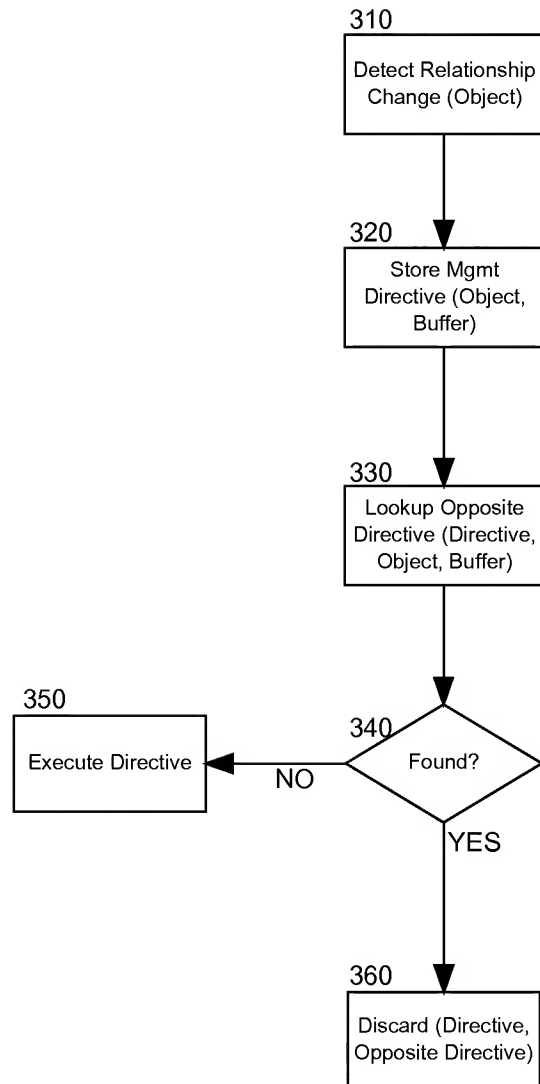 310
Detect Relationship
Change (Object)
320
Store Mgmt
Directive (Object,
Buffer)
330
Lookup Opposite
Directive (Directive,
Object, Buffer)
350
Execute Directive
340
Found?
NO
YES
360
Discard (Directive,
Opposite Directive)